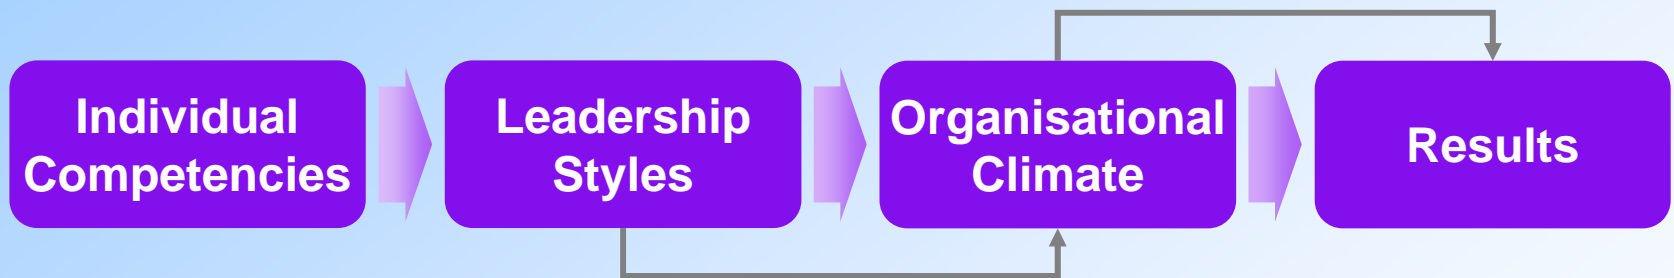 Individual
Competencies
Leadership
Styles
Organisational
Climate
Results